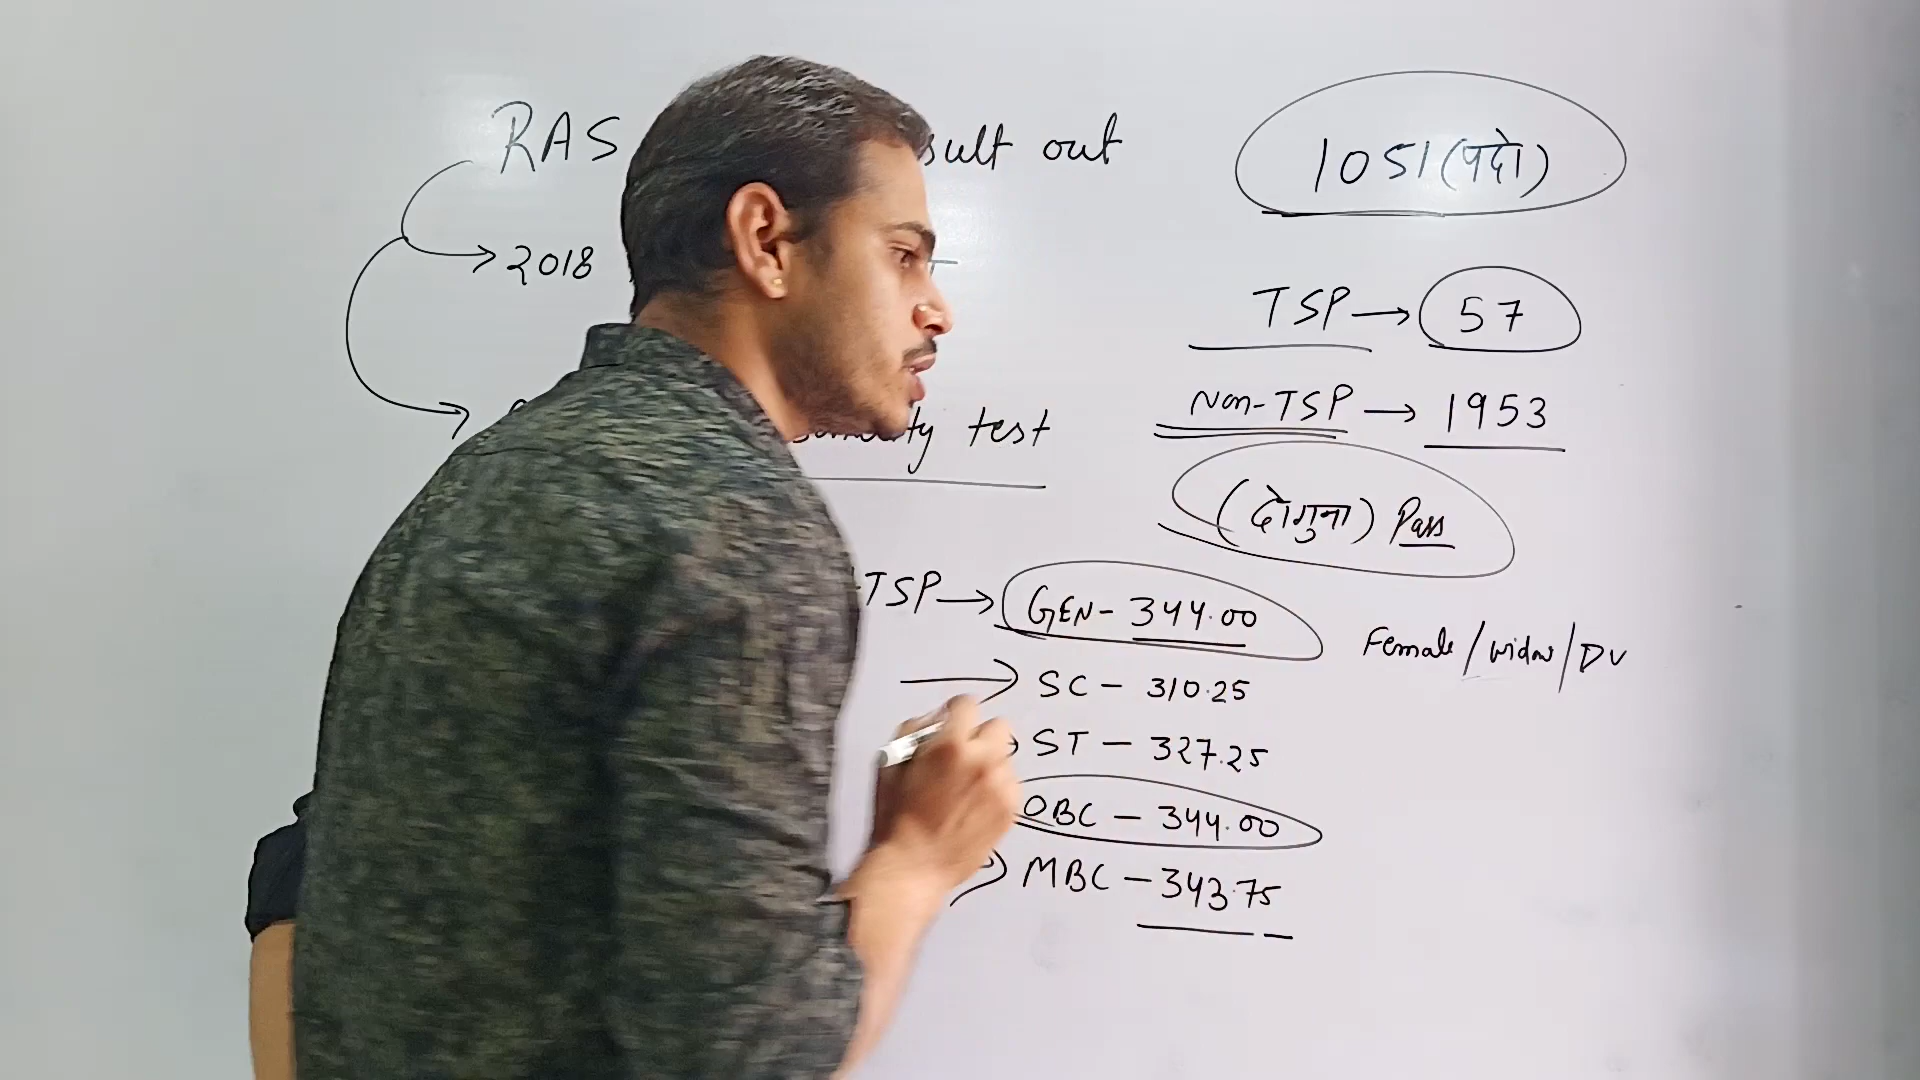 RAS sult out
1051 (पदो)
2018
TSP → 57
Non-TSP → 1953
test
(दोगुना) Pass
TSP → GEN - 344.00
Female / widow / DV
→ SC - 310.25
ST - 327.25
OBC - 344.00
MBC - 343.75